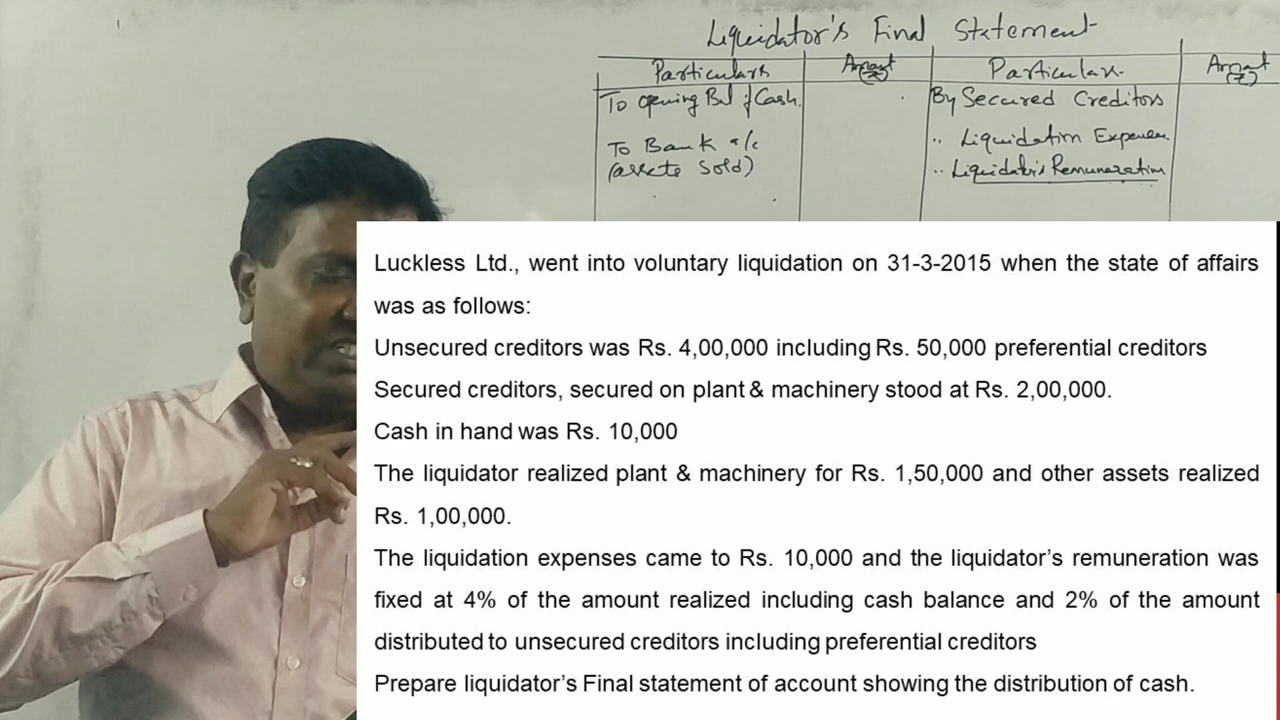 Liquidator's Final Statement
Particulars Amount (₹) Particulars Amount (₹)
To opening Bal of Cash. By Secured Creditors
To Bank a/c (assets Sold)
" Liquidation Expenses
" Liquidator's Remuneration
Luckless Ltd., went into voluntary liquidation on 31-3-2015 when the state of affairs
was as follows:
Unsecured creditors was Rs. 4,00,000 including Rs. 50,000 preferential creditors
Secured creditors, secured on plant & machinery stood at Rs. 2,00,000.
Cash in hand was Rs. 10,000
The liquidator realized plant & machinery for Rs. 1,50,000 and other assets realized
Rs. 1,00,000.
The liquidation expenses came to Rs. 10,000 and the liquidator's remuneration was
fixed at 4% of the amount realized including cash balance and 2% of the amount
distributed to unsecured creditors including preferential creditors
Prepare liquidator's Final statement of account showing the distribution of cash.